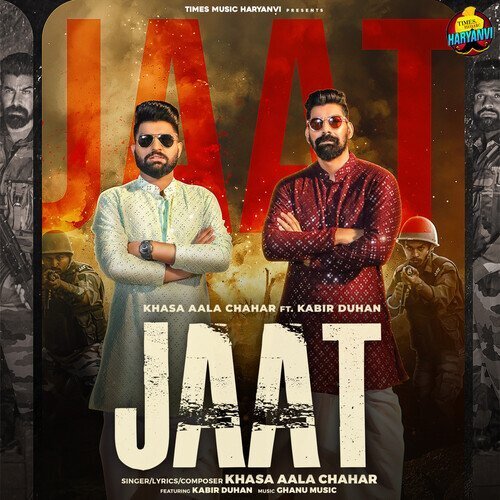 TIMES MUSIC HARYANVI PRESENTS
TIMES
MUSIC
HARYANVI
JAAT
KHASA AALA CHAHAR FT. KABIR DUHAN
JAAT
SINGER/LYRICS/COMPOSER KHASA AALA CHAHAR
FEATURING KABIR DUHAN MUSIC GHANU MUSIC